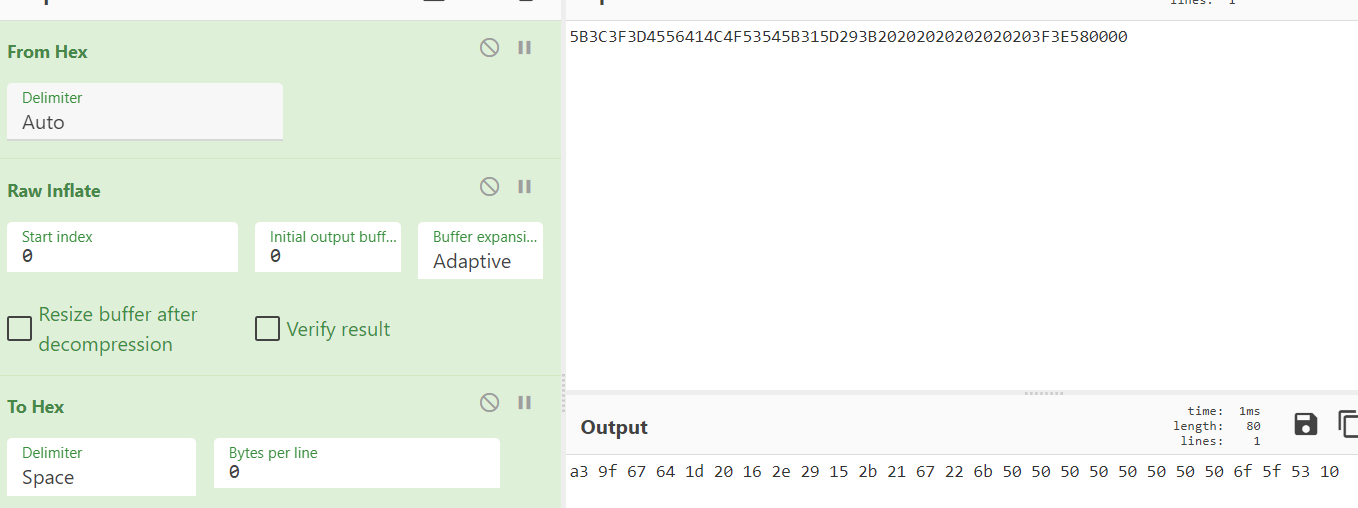 lines: 1
From Hex
Delimiter
Auto
5B3C3F3D4556414C4F53545B315D293B20202020202020203F3E580000
Raw Inflate
Start index
0
Initial output buff...
0
Buffer expansi...
Adaptive
Resize buffer after
decompression
Verify result
To Hex
Delimiter
Space
Bytes per line
0
Output
time: 1ms
length: 80
lines: 1
a3 9f 67 64 1d 20 16 2e 29 15 2b 21 67 22 6b 50 50 50 50 50 50 50 50 6f 5f 53 10